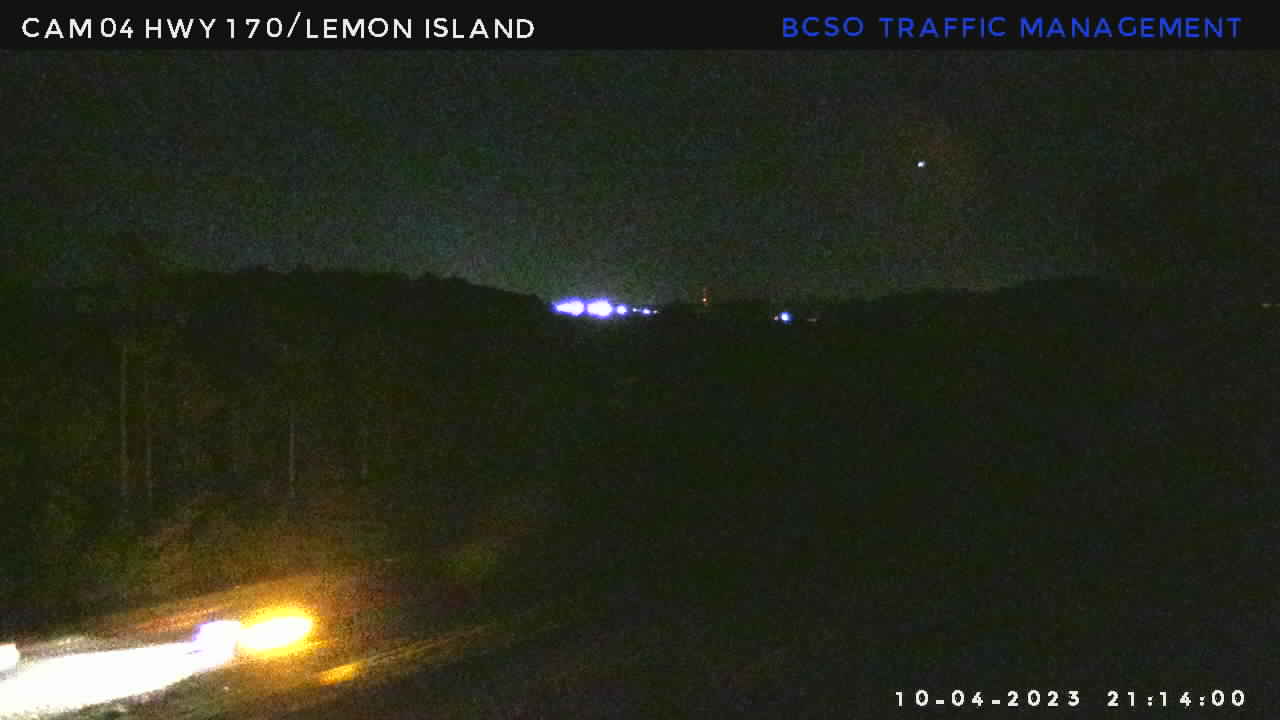 CAM04 HWY 170/LEMON ISLAND
BCSO TRAFFIC MANAGEMENT
10-04-2023 21:14:00